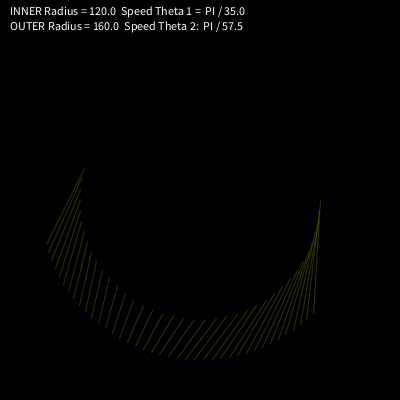 INNER Radius = 120.0  Speed Theta 1 =  PI / 35.0
OUTER Radius = 160.0  Speed Theta 2:  PI / 57.5